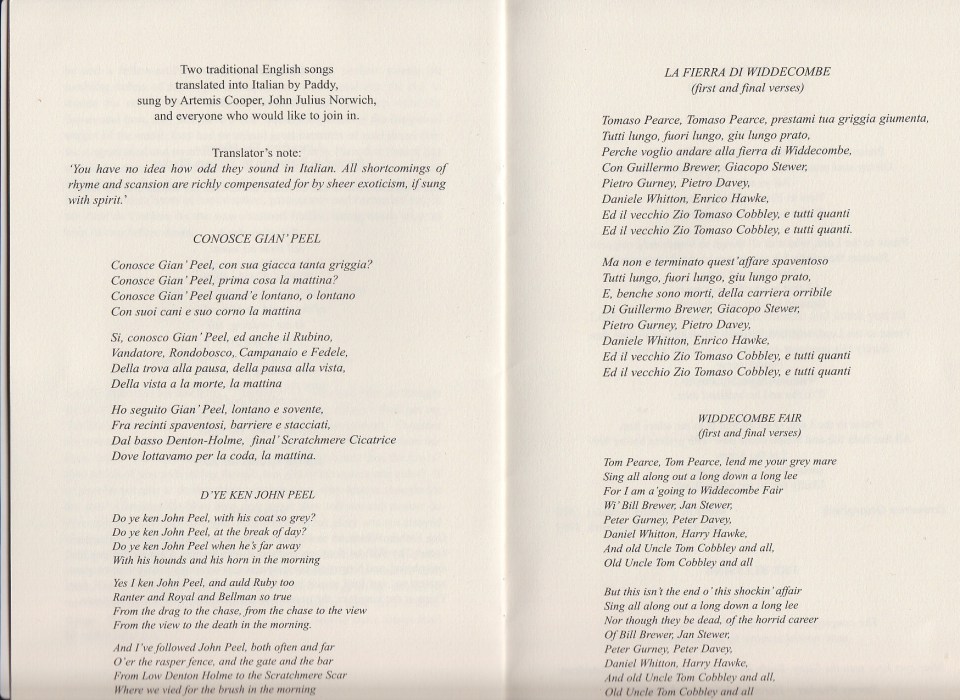 Two traditional English songs
translated into Italian by Paddy,
sung by Artemis Cooper, John Julius Norwich,
and everyone who would like to join in.
Translator's note:
'You have no idea how odd they sound in Italian. All shortcomings of
rhyme and scansion are richly compensated for by sheer exoticism, if sung
with spirit.'
CONOSCE GIAN' PEEL
Conosce Gian' Peel, con sua giacca tanta griggia?
Conosce Gian' Peel, prima cosa la mattina?
Conosce Gian' Peel quand'e lontano, o lontano
Con suoi cani e suo corno la mattina
Si, conosco Gian' Peel, ed anche il Rubino,
Vandatore, Rondobosco, Campanaio e Fedele,
Della trova alla pausa, della pausa alla vista,
Della vista a la morte, la mattina
Ho seguito Gian' Peel, lontano e sovente,
Fra recinti spaventosi, barriere e stacciati,
Dal basso Denton-Holme, final' Scratchmere Cicatrice
Dove lottavamo per la coda, la mattina.
D'YE KEN JOHN PEEL
Do ye ken John Peel, with his coat so grey?
Do ye ken John Peel, at the break of day?
Do ye ken John Peel when he's far away
With his hounds and his horn in the morning
Yes I ken John Peel, and auld Ruby too
Ranter and Royal and Bellman so true
From the drag to the chase, from the chase to the view
From the view to the death in the morning.
And I've followed John Peel, both often and far
O'er the rasper fence, and the gate and the bar
From Low Denton Holme to the Scratchmere Scar
Where we vied for the brush in the morning
LA FIERRA DI WIDDECOMBE
(first and final verses)
Tomaso Pearce, Tomaso Pearce, prestami tua griggia giumenta,
Tutti lungo, fuori lungo, giu lungo prato,
Perche voglio andare alla fierra di Widdecombe,
Con Guillermo Brewer, Giacopo Stewer,
Pietro Gurney, Pietro Davey,
Daniele Whitton, Enrico Hawke,
Ed il vecchio Zio Tomaso Cobbley, e tutti quanti
Ed il vecchio Zio Tomaso Cobbley, e tutti quanti.
Ma non e terminato quest'affare spaventoso
Tutti lungo, fuori lungo, giu lungo prato,
E, benche sono morti, della carriera orribile
Di Guillermo Brewer, Giacopo Stewer,
Pietro Gurney, Pietro Davey,
Daniele Whitton, Enrico Hawke,
Ed il vecchio Zio Tomaso Cobbley, e tutti quanti
Ed il vecchio Zio Tomaso Cobbley, e tutti quanti
WIDDECOMBE FAIR
(first and final verses)
Tom Pearce, Tom Pearce, lend me your grey mare
Sing all along out a long down a long lee
For I am a'going to Widdecombe Fair
Wi' Bill Brewer, Jan Stewer,
Peter Gurney, Peter Davey,
Daniel Whitton, Harry Hawke,
And old Uncle Tom Cobbley and all,
Old Uncle Tom Cobbley and all
But this isn't the end o' this shockin' affair
Sing all along out a long down a long lee
Nor though they be dead, of the horrid career
Of Bill Brewer, Jan Stewer,
Peter Gurney, Peter Davey,
Daniel Whitton, Harry Hawke,
And old Uncle Tom Cobbley and all,
Old Uncle Tom Cobbley and all